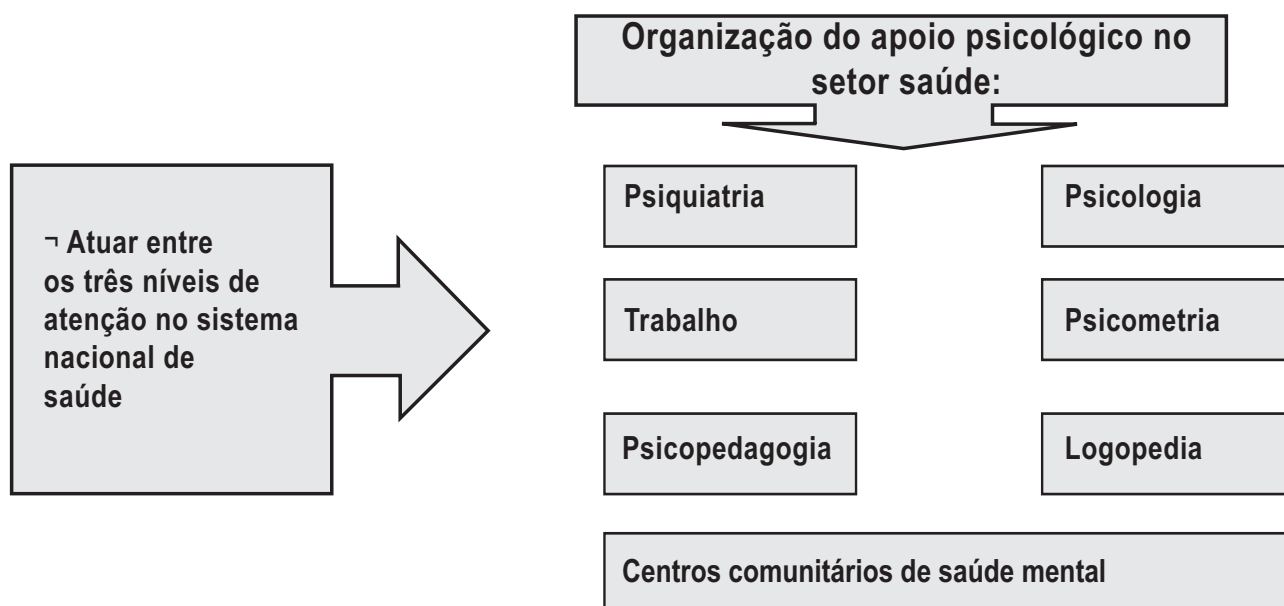 Organização do apoio psicológico no
setor saúde:
¬ Atuar entre
os três níveis de
atenção no sistema
nacional de
saúde
Psiquiatria
Psicologia
Trabalho
Psicometria
Psicopedagogia
Logopedia
Centros comunitários de saúde mental